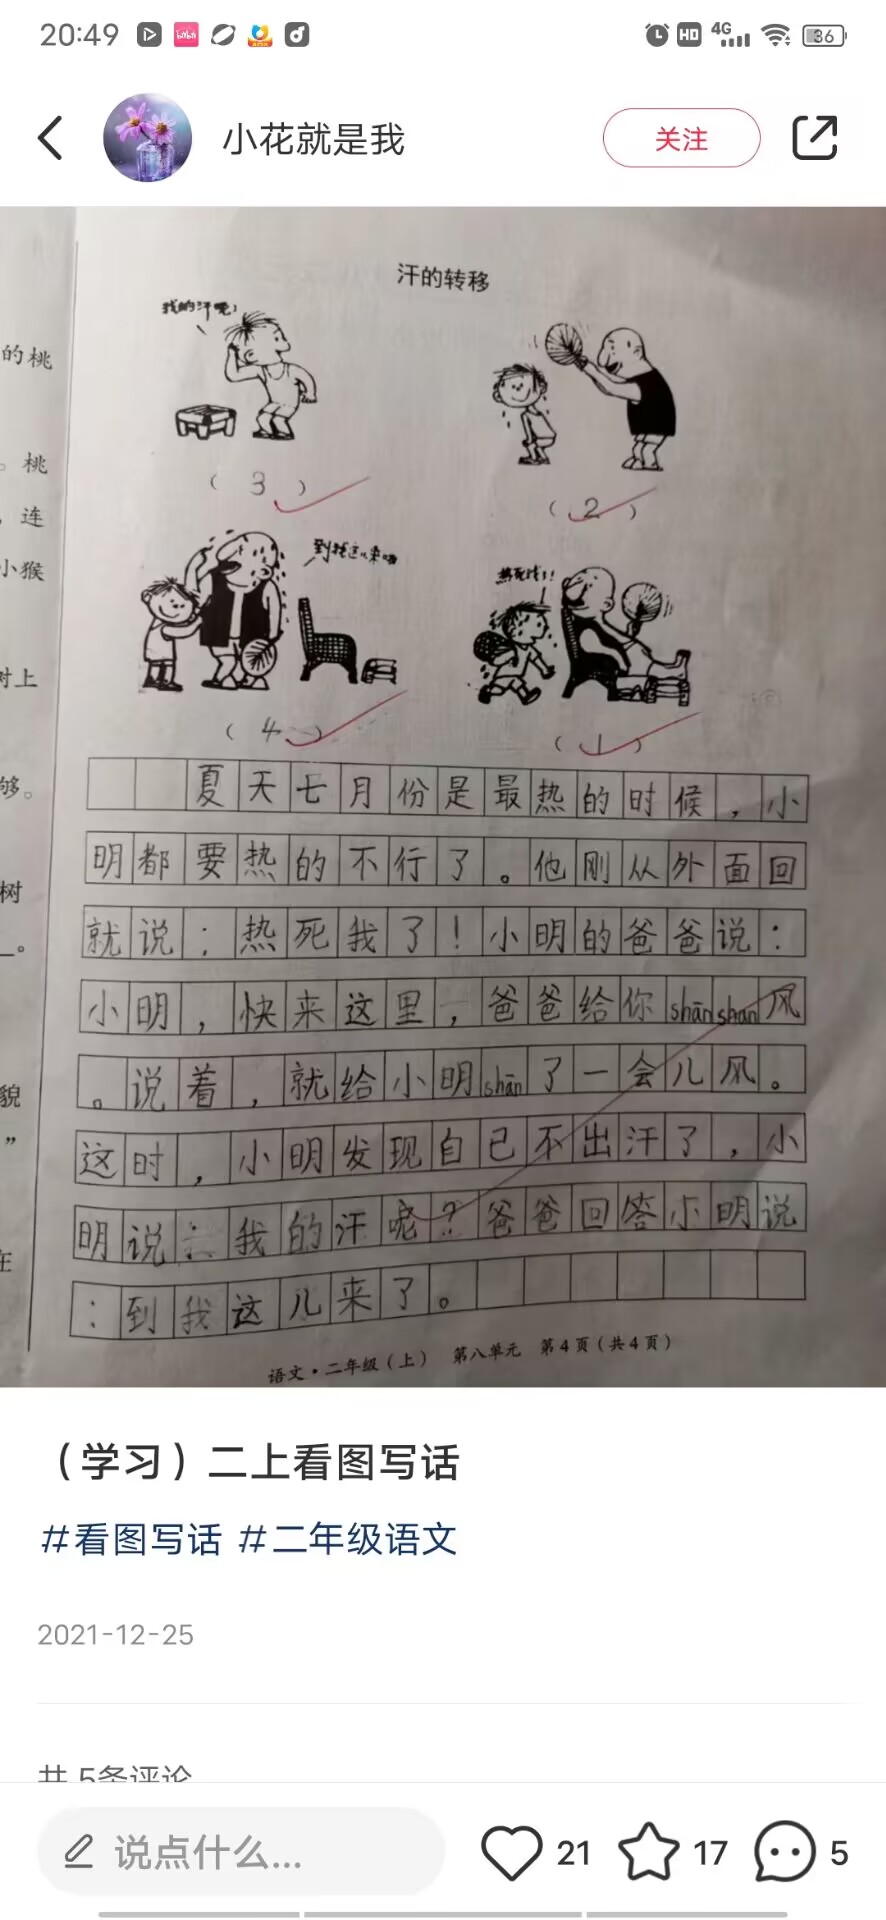 20:49
HD 4G 36
小花就是我
关注
汗的转移
我的汗呢!
的桃
。桃
，连
小猴
(3)
(2)
到我这儿来啦
热死我了!
树上
(4)
(1)
够。
夏天七月份是最热的时候，小
明都要热的不行了。他刚从外面回
树
就说：热死我了！小明的爸爸说：
。
小明，快来这里，爸爸给你shānshan风
。说着，就给小明shān了一会儿风。
貌
”
这时，小明发现自己不出汗了，小
明说：我的汗呢？爸爸回答小明说
在
：到我这儿来了。
语文·二年级(上) 第八单元 第4页(共4页)
（学习）二上看图写话
#看图写话 #二年级语文
2021-12-25
共 5条评论
说点什么...
21
17
5